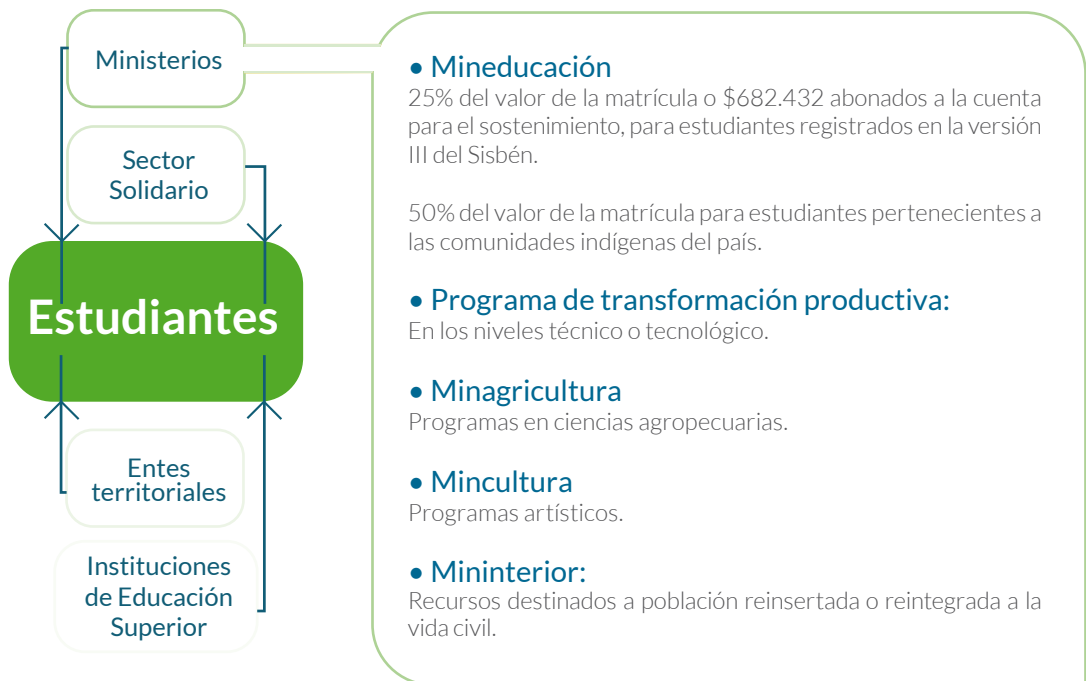 Ministerios
Sector
Solidario
Estudiantes
Entes
territoriales
Instituciones
de Educación
Superior
• Mineducación
25% del valor de la matrícula o $682.432 abonados a la cuenta
para el sostenimiento, para estudiantes registrados en la versión
III del Sisbén.
50% del valor de la matrícula para estudiantes pertenecientes a
las comunidades indígenas del país.
• Programa de transformación productiva:
En los niveles técnico o tecnológico.
• Minagricultura
Programas en ciencias agropecuarias.
• Mincultura
Programas artísticos.
• Mininterior:
Recursos destinados a población reinsertada o reintegrada a la
vida civil.